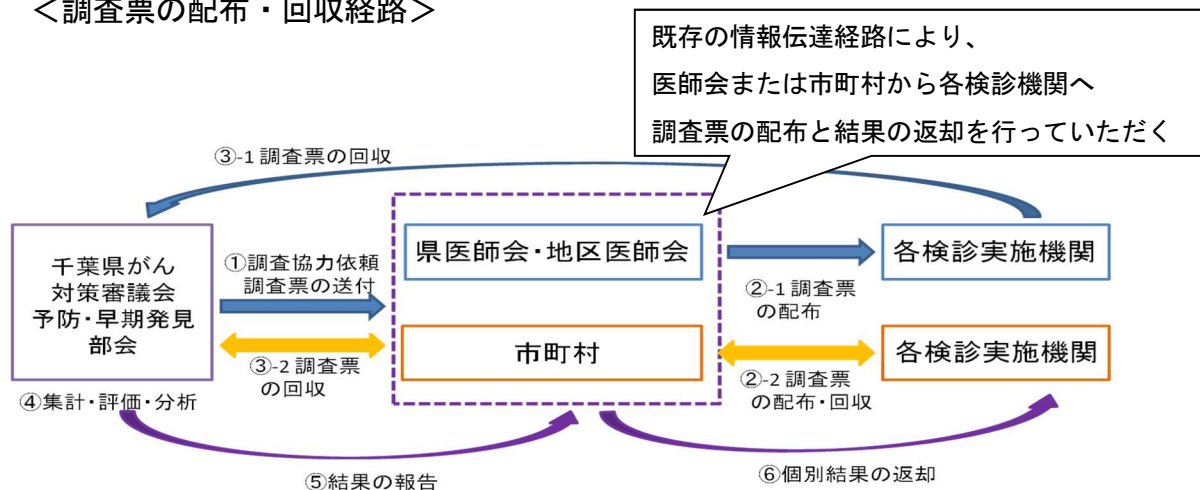 ＜調査票の配布・回収経路＞
既存の情報伝達経路により、
医師会または市町村から各検診機関へ
調査票の配布と結果の返却を行っていただく
③-1 調査票の回収
千葉県がん
対策審議会
予防・早期発見
部会
①調査協力依頼
調査票の送付
県医師会・地区医師会
②-1 調査票
の配布
各検診実施機関
③-2 調査票
の回収
市町村
②-2 調査票
の配布・回収
各検診実施機関
④集計・評価・分析
⑤結果の報告
⑥個別結果の返却